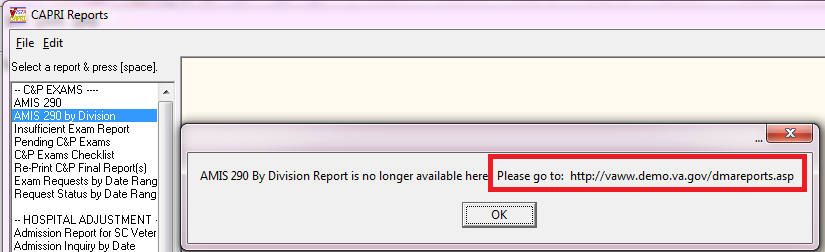 CAPRI Reports
File Edit
Select a report & press [space].
-- C&P EXAMS ----
AMIS 290
AMIS 290 by Division
Insufficient Exam Report
Pending C&P Exams
C&P Exams Checklist
Re-Print C&P Final Report(s)
Exam Requests by Date Rang
Request Status by Date Rang
-- HOSPITAL ADJUSTMENT -
Admission Report for SC Veter
Admission Inquiry by Date
...
AMIS 290 By Division Report is no longer available here Please go to: http://vaww.demo.va.gov/dmareports.asp
OK